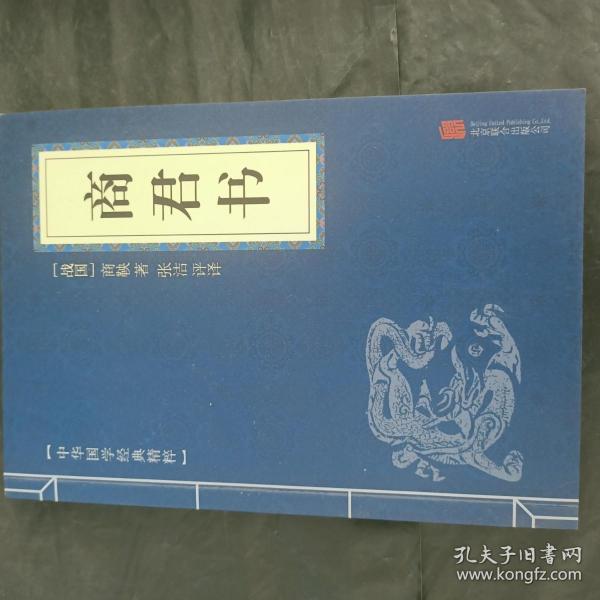 商君书
[战国]商鞅 著 张洁 评译
【中华国学经典精粹】
Beijing United Publishing Co.,Ltd.
北京联合出版公司
孔夫子旧书网
www.kongfz.com